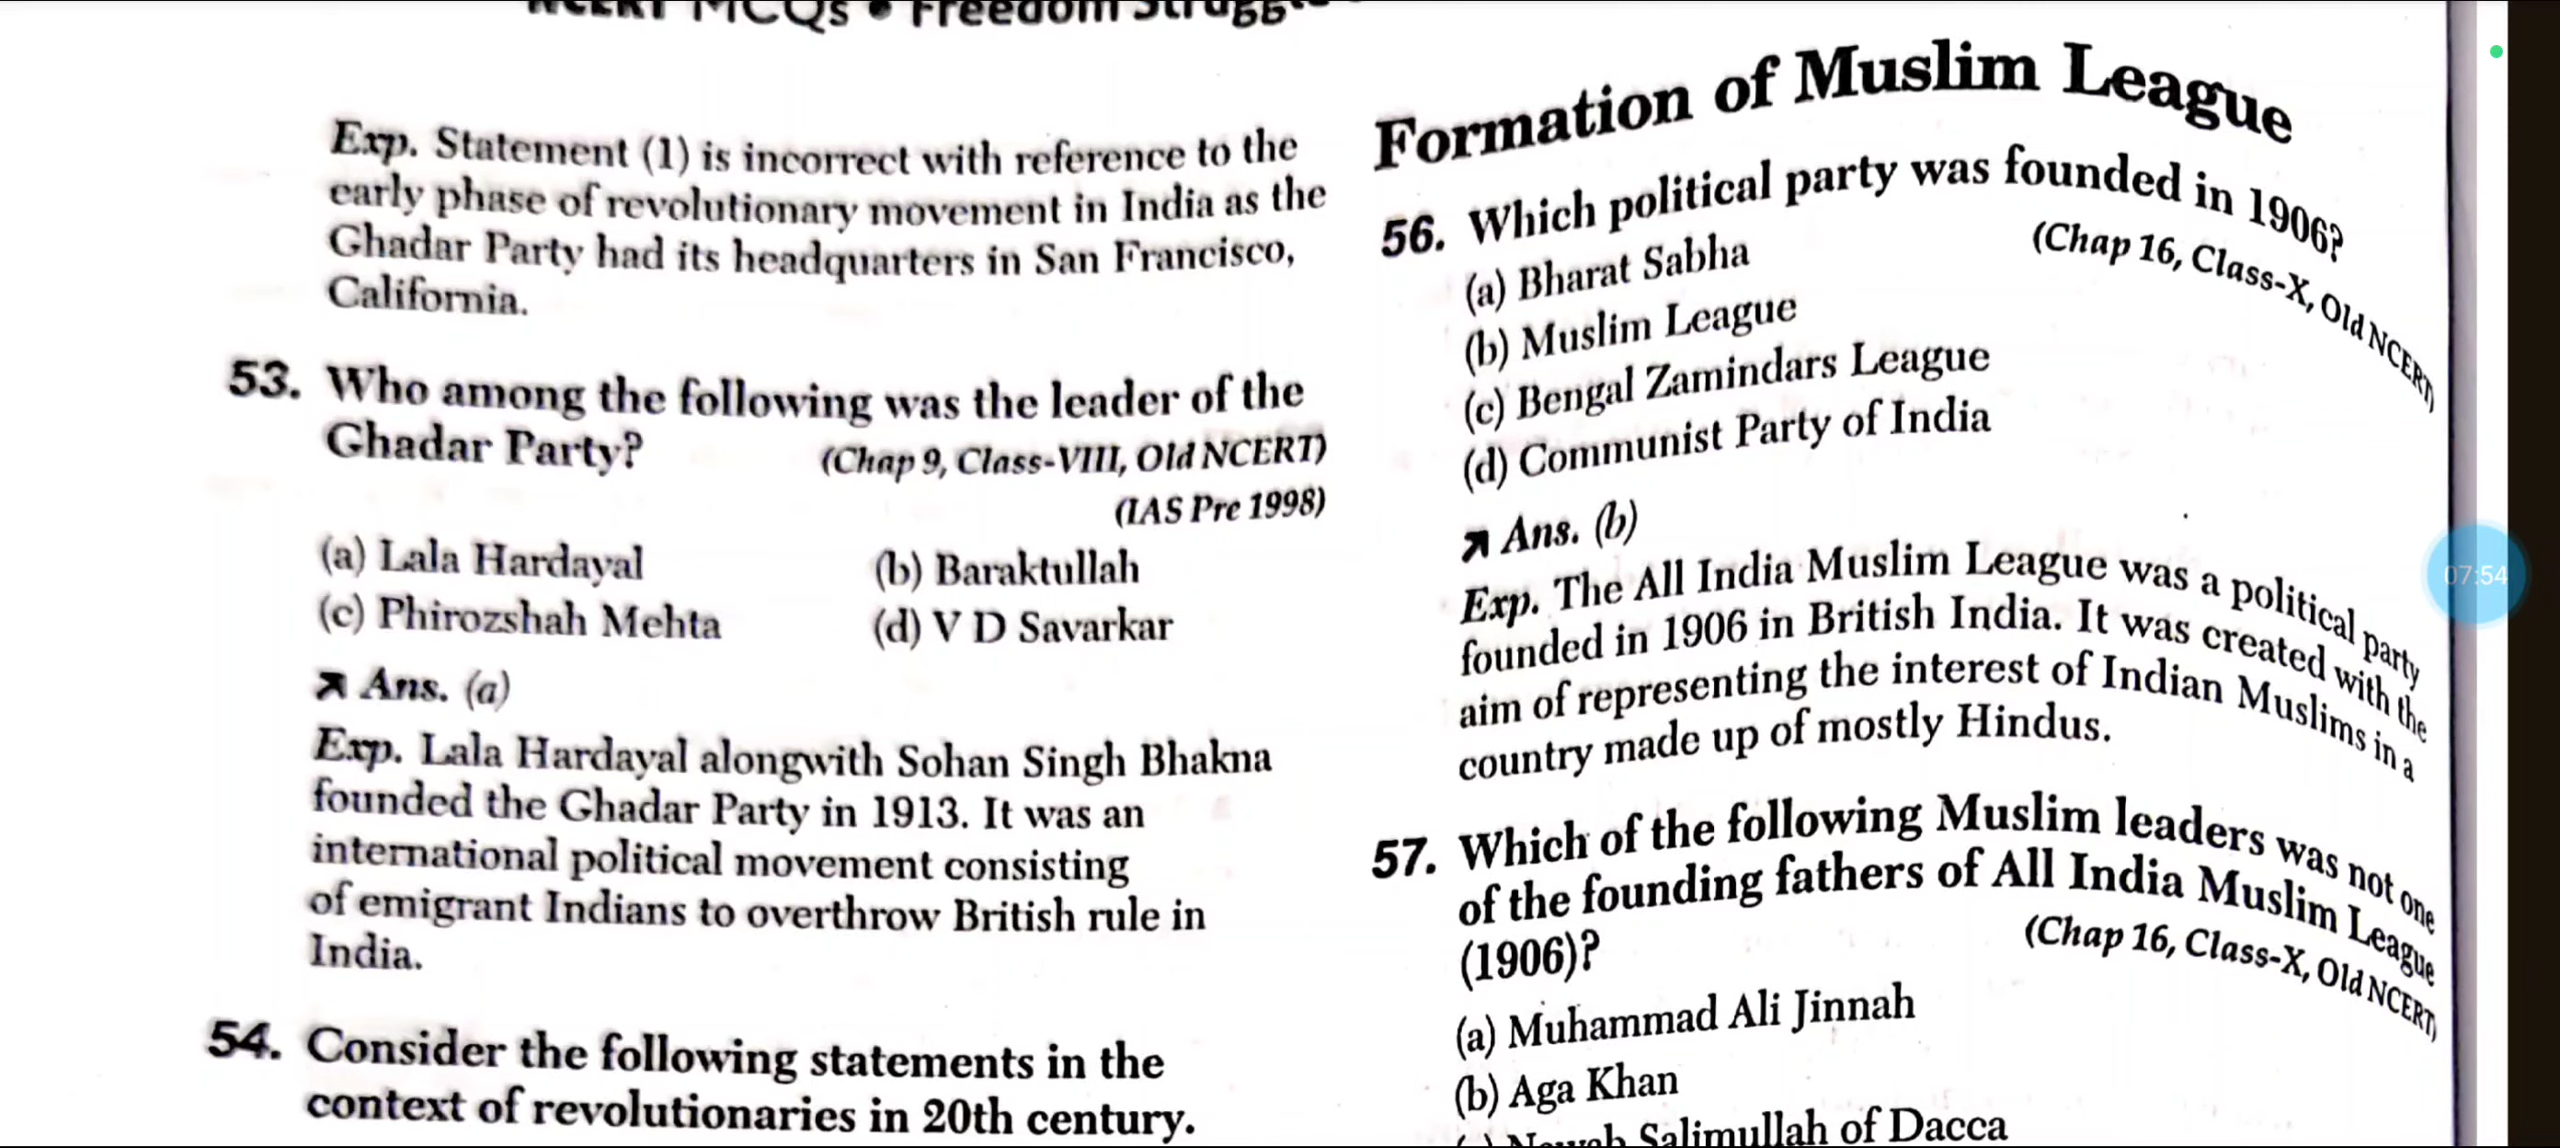 NCERT MCQs • Freedom Struggle
Exp. Statement (1) is incorrect with reference to the
early phase of revolutionary movement in India as the
Ghadar Party had its headquarters in San Francisco,
California.
53. Who among the following was the leader of the
Ghadar Party? (Chap 9, Class-VIII, Old NCERT)
(IAS Pre 1998)
(a) Lala Hardayal (b) Baraktullah
(c) Phirozshah Mehta (d) V D Savarkar
Ans. (a)
Exp. Lala Hardayal alongwith Sohan Singh Bhakna
founded the Ghadar Party in 1913. It was an
international political movement consisting
of emigrant Indians to overthrow British rule in
India.
54. Consider the following statements in the
context of revolutionaries in 20th century.
Formation of Muslim League
56. Which political party was founded in 1906?
(Chap 16, Class-X, Old NCERT)
(a) Bharat Sabha
(b) Muslim League
(c) Bengal Zamindars League
(d) Communist Party of India
Ans. (b)
Exp. The All India Muslim League was a political party
founded in 1906 in British India. It was created with the
aim of representing the interest of Indian Muslims in a
country made up of mostly Hindus.
57. Which of the following Muslim leaders was not one
of the founding fathers of All India Muslim League
(1906)? (Chap 16, Class-X, Old NCERT)
(a) Muhammad Ali Jinnah
(b) Aga Khan
Salimullah of Dacca
07:54